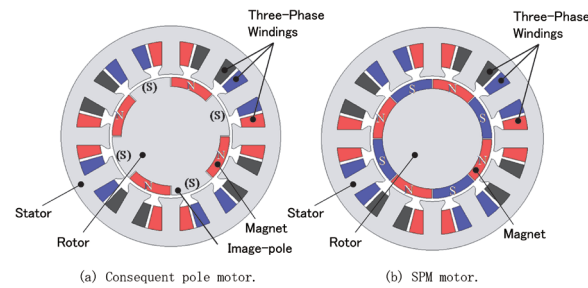 Three-Phase
Windings
(S)
N
(S)
N
N
(S)
N
(S)
Stator
Rotor
Magnet
Image-pole
(a) Consequent pole motor.
Three-Phase
Windings
S
N
N
S
S
N
N
S
Stator
Rotor
Magnet
(b) SPM motor.